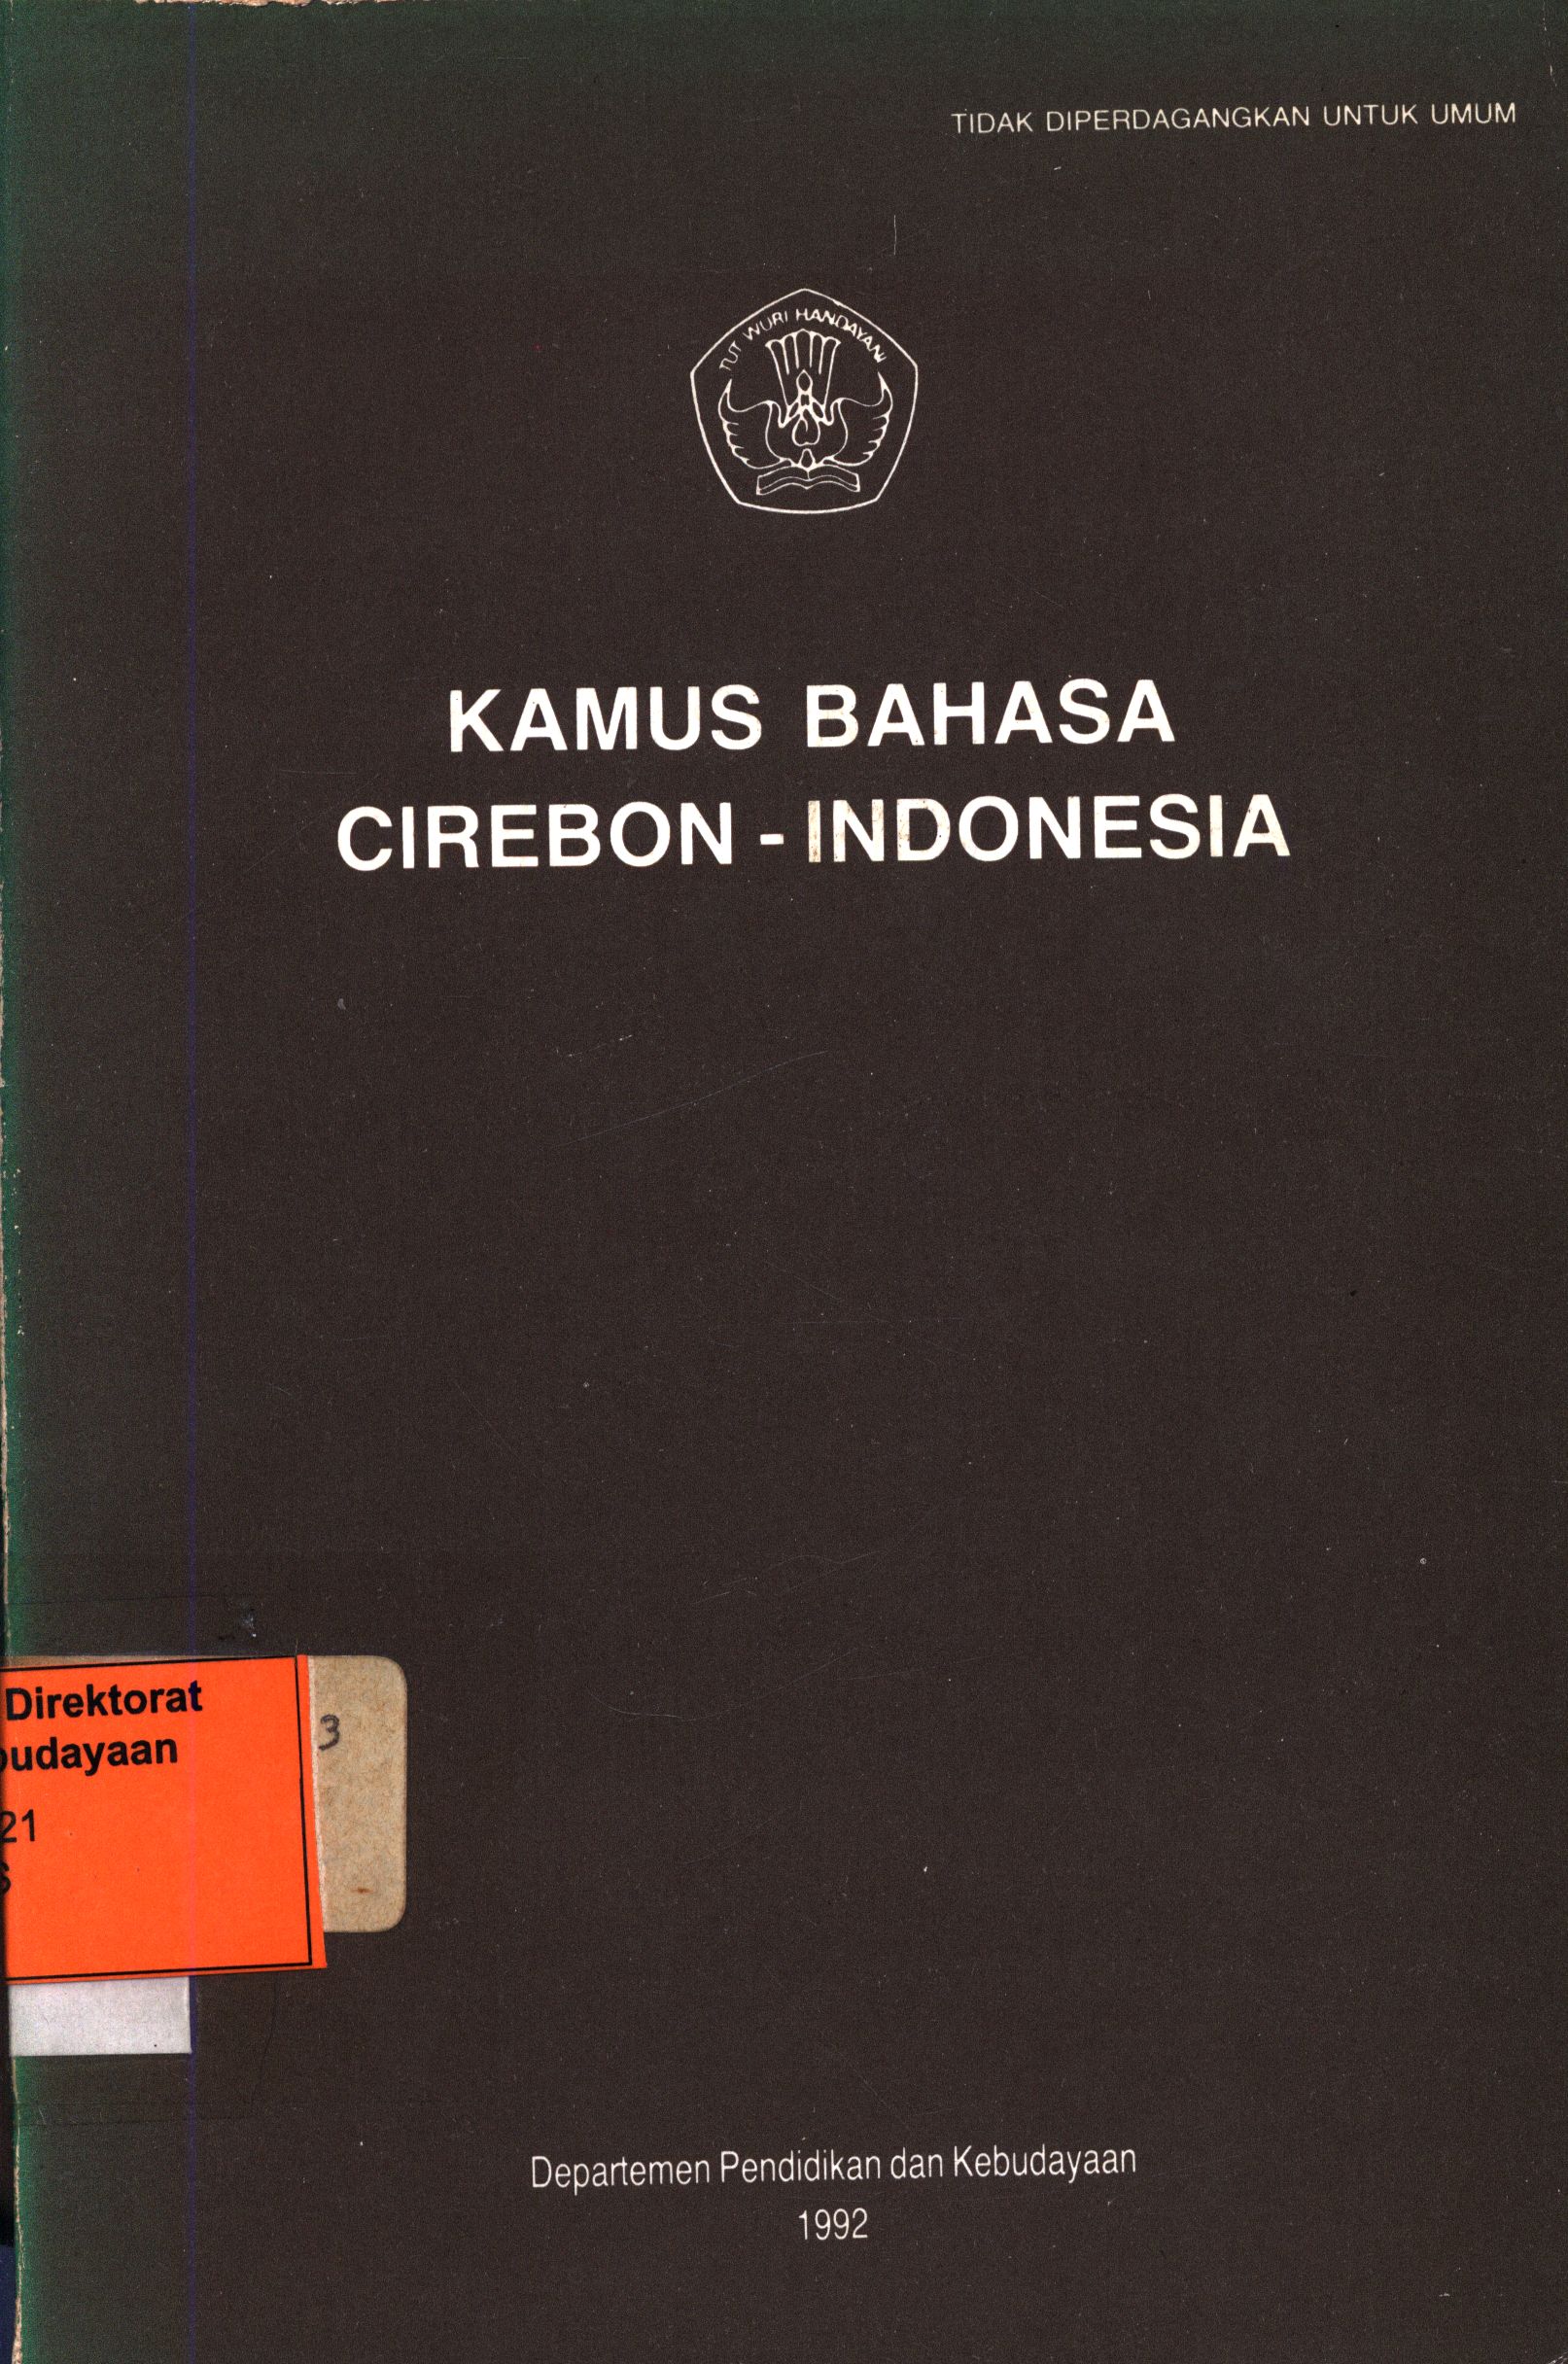 TIDAK DIPERDAGANGKAN UNTUK UMUM
TUT WURI HANDAYANI
KAMUS BAHASA
CIREBON - INDONESIA
Direktorat
budayaan
21
3
Departemen Pendidikan dan Kebudayaan
1992